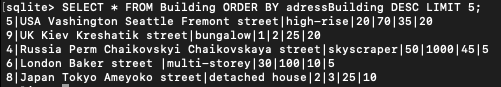 [sqlite> SELECT * FROM Building ORDER BY adressBuilding DESC LIMIT 5;
5|USA Vashington Seattle Fremont street|high-rise|20|70|35|20
9|UK Kiev Kreshatik street|bungalow|1|2|25|20
4|Russia Perm Chaikovskyi Chaikovskaya street|skyscraper|50|1000|45|5
6|London Baker street |multi-storey|30|100|10|5
8|Japan Tokyo Ameyoko street|detached house|2|3|25|10